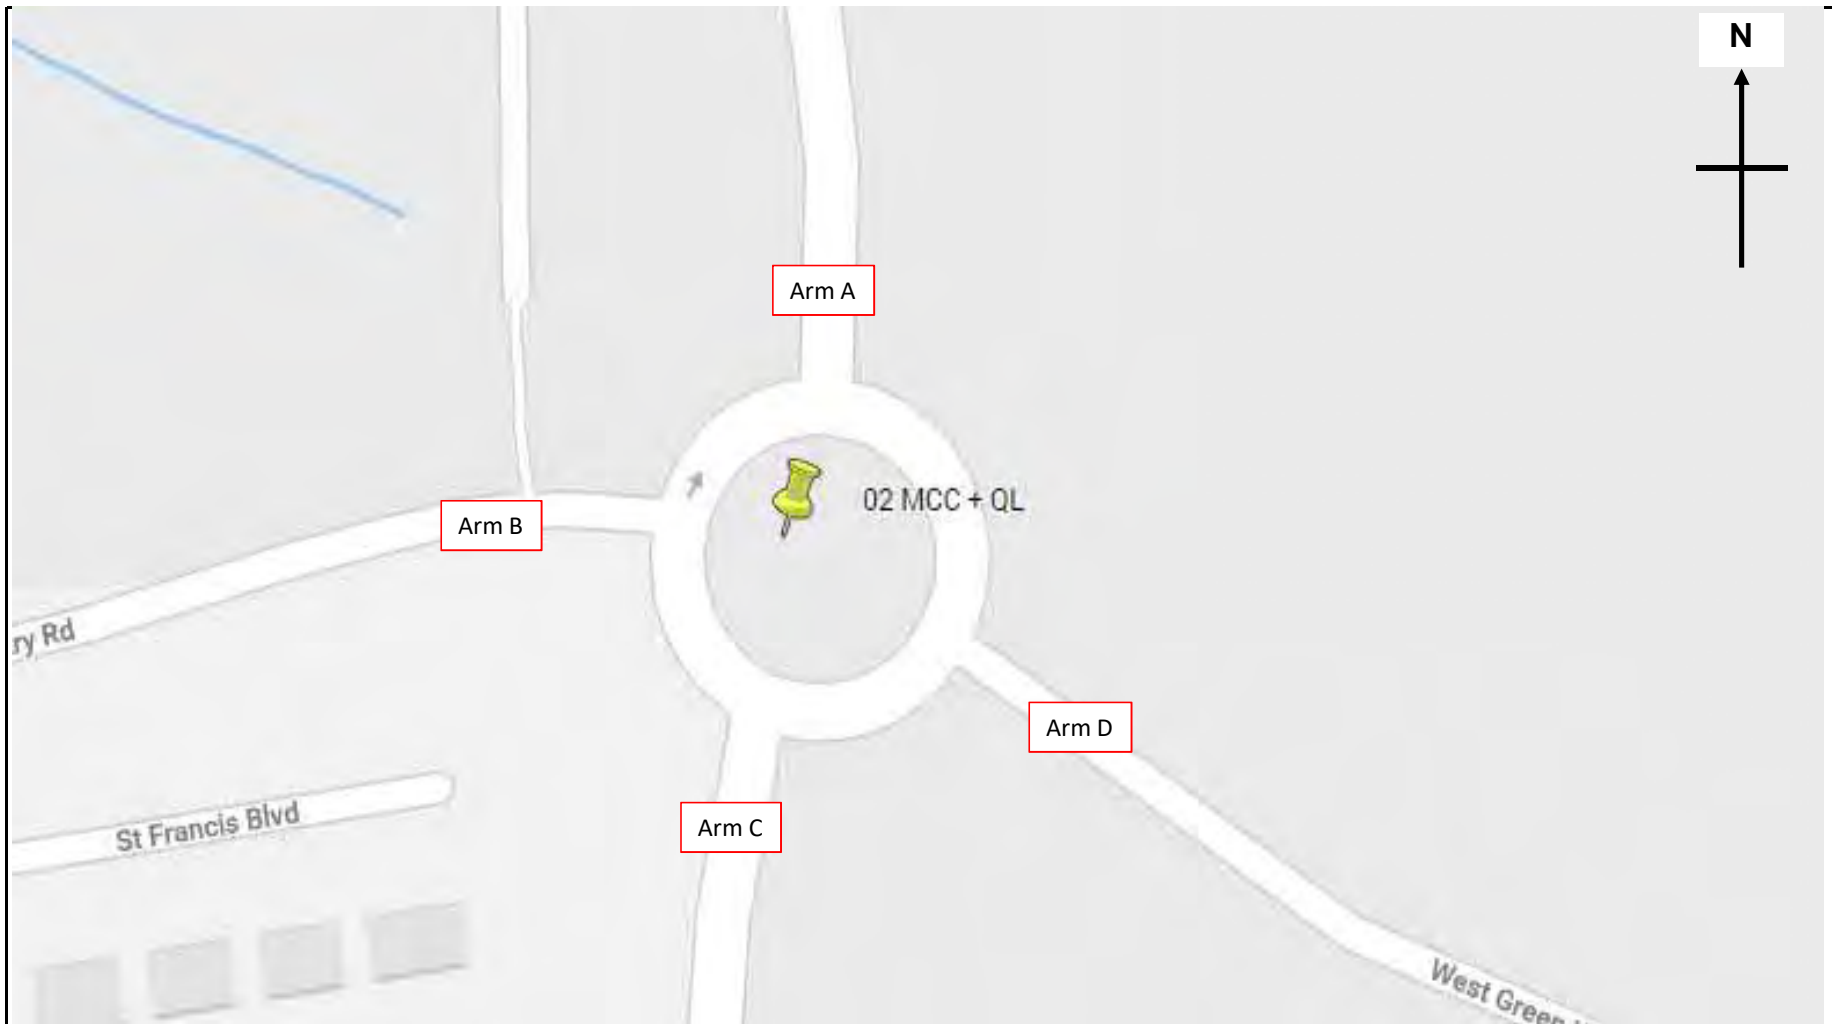 N
Arm A
02 MCC + QL
Arm B
ry Rd
Arm D
St Francis Blvd
Arm C
West Green